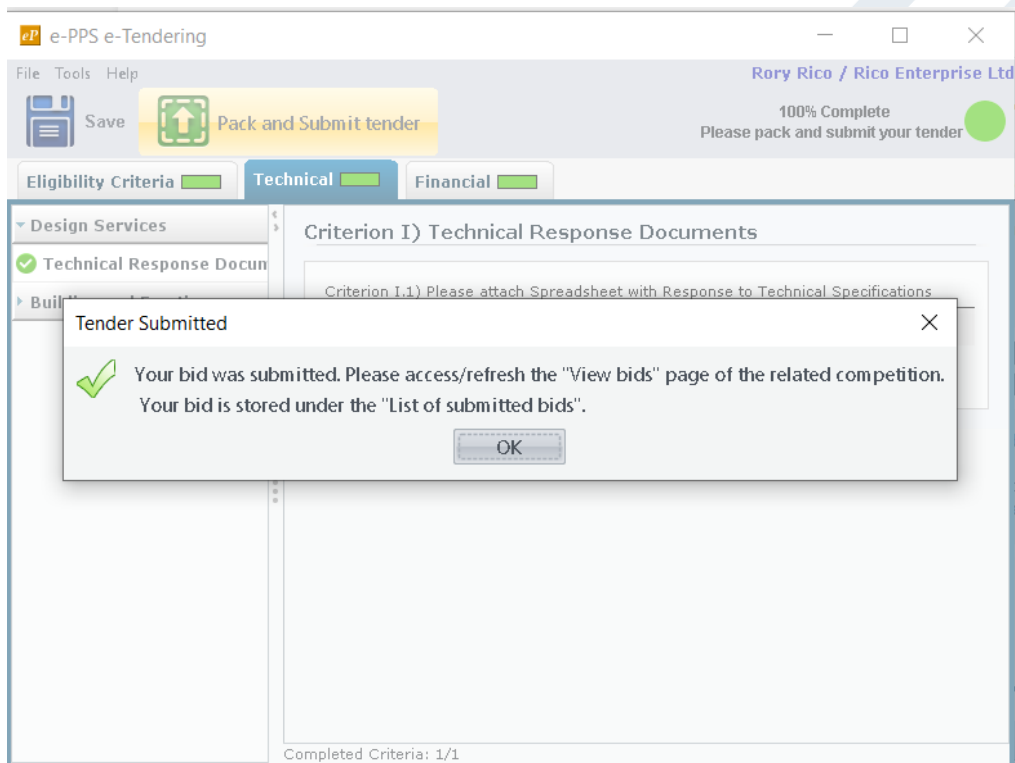 eP e-PPS e-Tendering
File Tools Help
Rory Rico / Rico Enterprise Ltd
Save
Pack and Submit tender
100% Complete
Please pack and submit your tender
Eligibility Criteria
Technical
Financial
Design Services
Criterion I) Technical Response Documents
Technical Response Docum
Criterion I.1) Please attach Spreadsheet with Response to Technical Specifications
Tender Submitted
Your bid was submitted. Please access/refresh the "View bids" page of the related competition.
Your bid is stored under the "List of submitted bids".
OK
Completed Criteria: 1/1